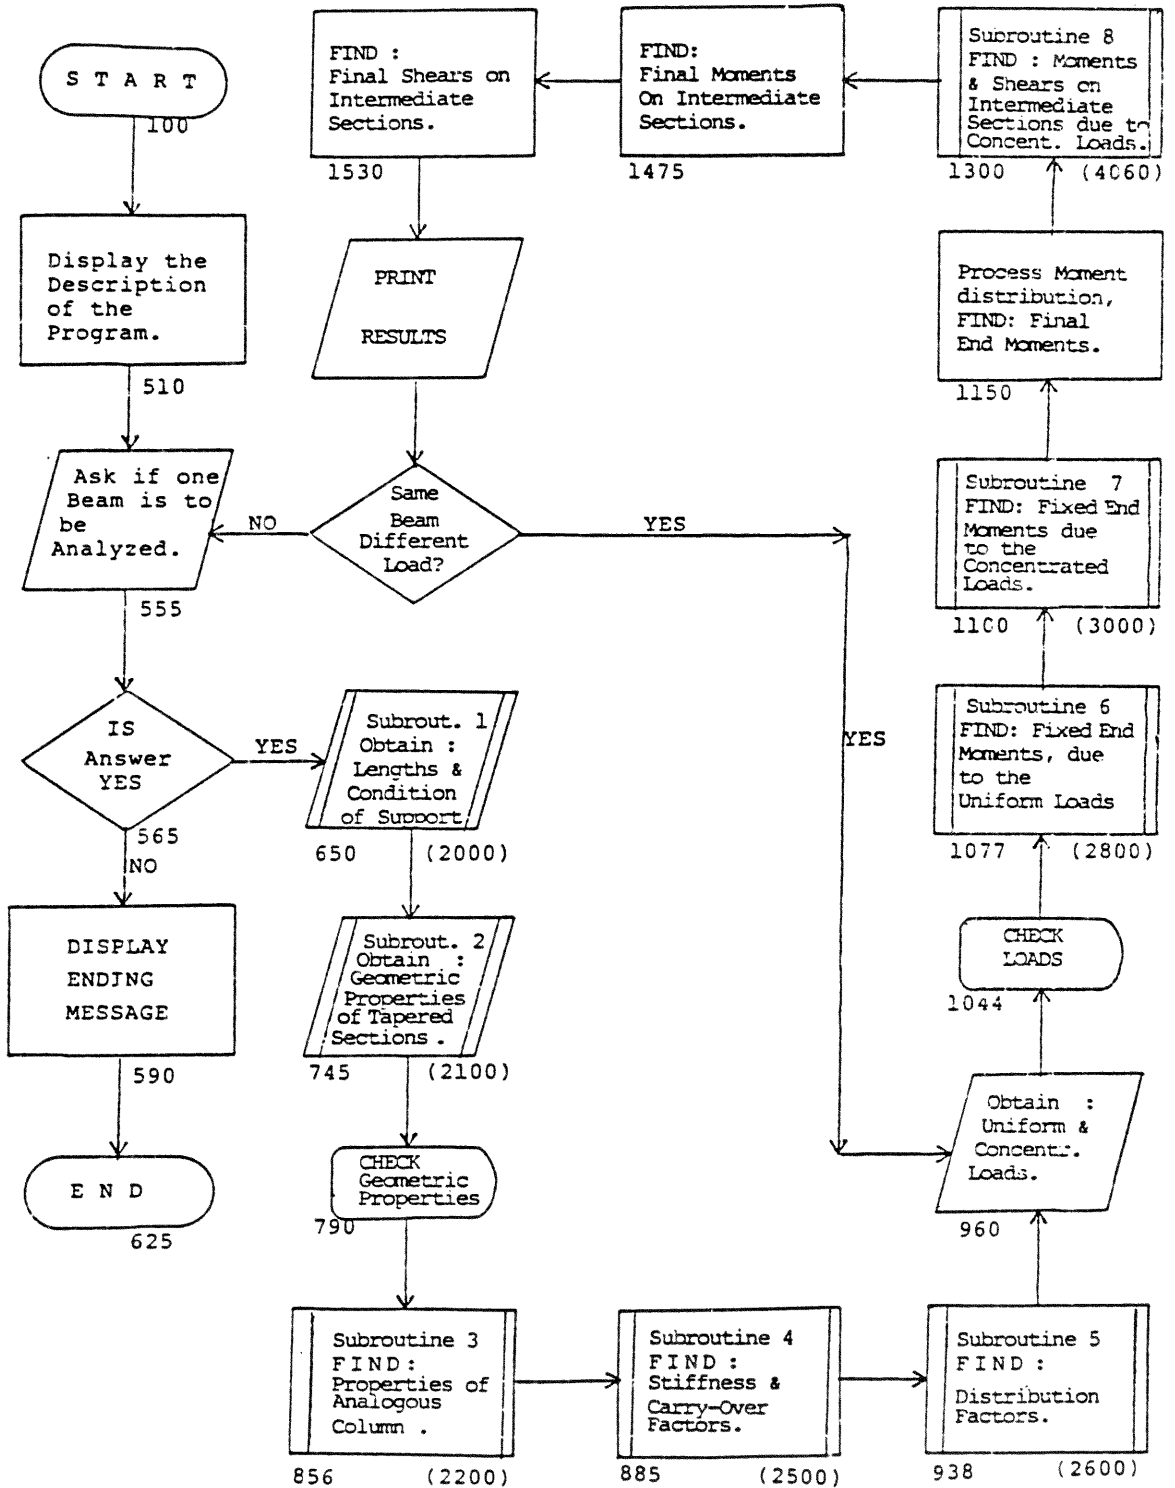 S T A R T
100
Display the
Description
of the
Program.
510
Ask if one
Beam is to
be
Analyzed.
555
IS
Answer
YES
565
YES
NO
DISPLAY
ENDING
MESSAGE
590
E N D
625
Subrout. 1
Obtain :
Lengths &
Condition
of Support
650 (2000)
Subrout. 2
Obtain :
Geometric
Properties
of Tapered
Sections .
745 (2100)
CHECK
Geometric
Properties
790
Subroutine 3
F I N D :
Properties of
Analogous
Column .
856 (2200)
Subroutine 4
F I N D :
Stiffness &
Carry-Over
Factors.
885 (2500)
Subroutine 5
F I N D :
Distribution
Factors.
938 (2600)
Obtain :
Uniform &
Concentr.
Loads.
960
CHECK
LOADS
1044
Subroutine 6
FIND: Fixed End
Moments, due
to the
Uniform Loads
1077 (2800)
Subroutine 7
FIND: Fixed End
Moments due
to the
Concentrated
Loads.
1100 (3000)
Process Moment
distribution,
FIND: Final
End Moments.
1150
Subroutine 8
FIND : Moments
& Shears on
Intermediate
Sections due to
Concent. Loads.
1300 (4060)
FIND:
Final Moments
On Intermediate
Sections.
1475
FIND :
Final Shears on
Intermediate
Sections.
1530
PRINT
RESULTS
Same
Beam
Different
Load?
NO
YES
YES